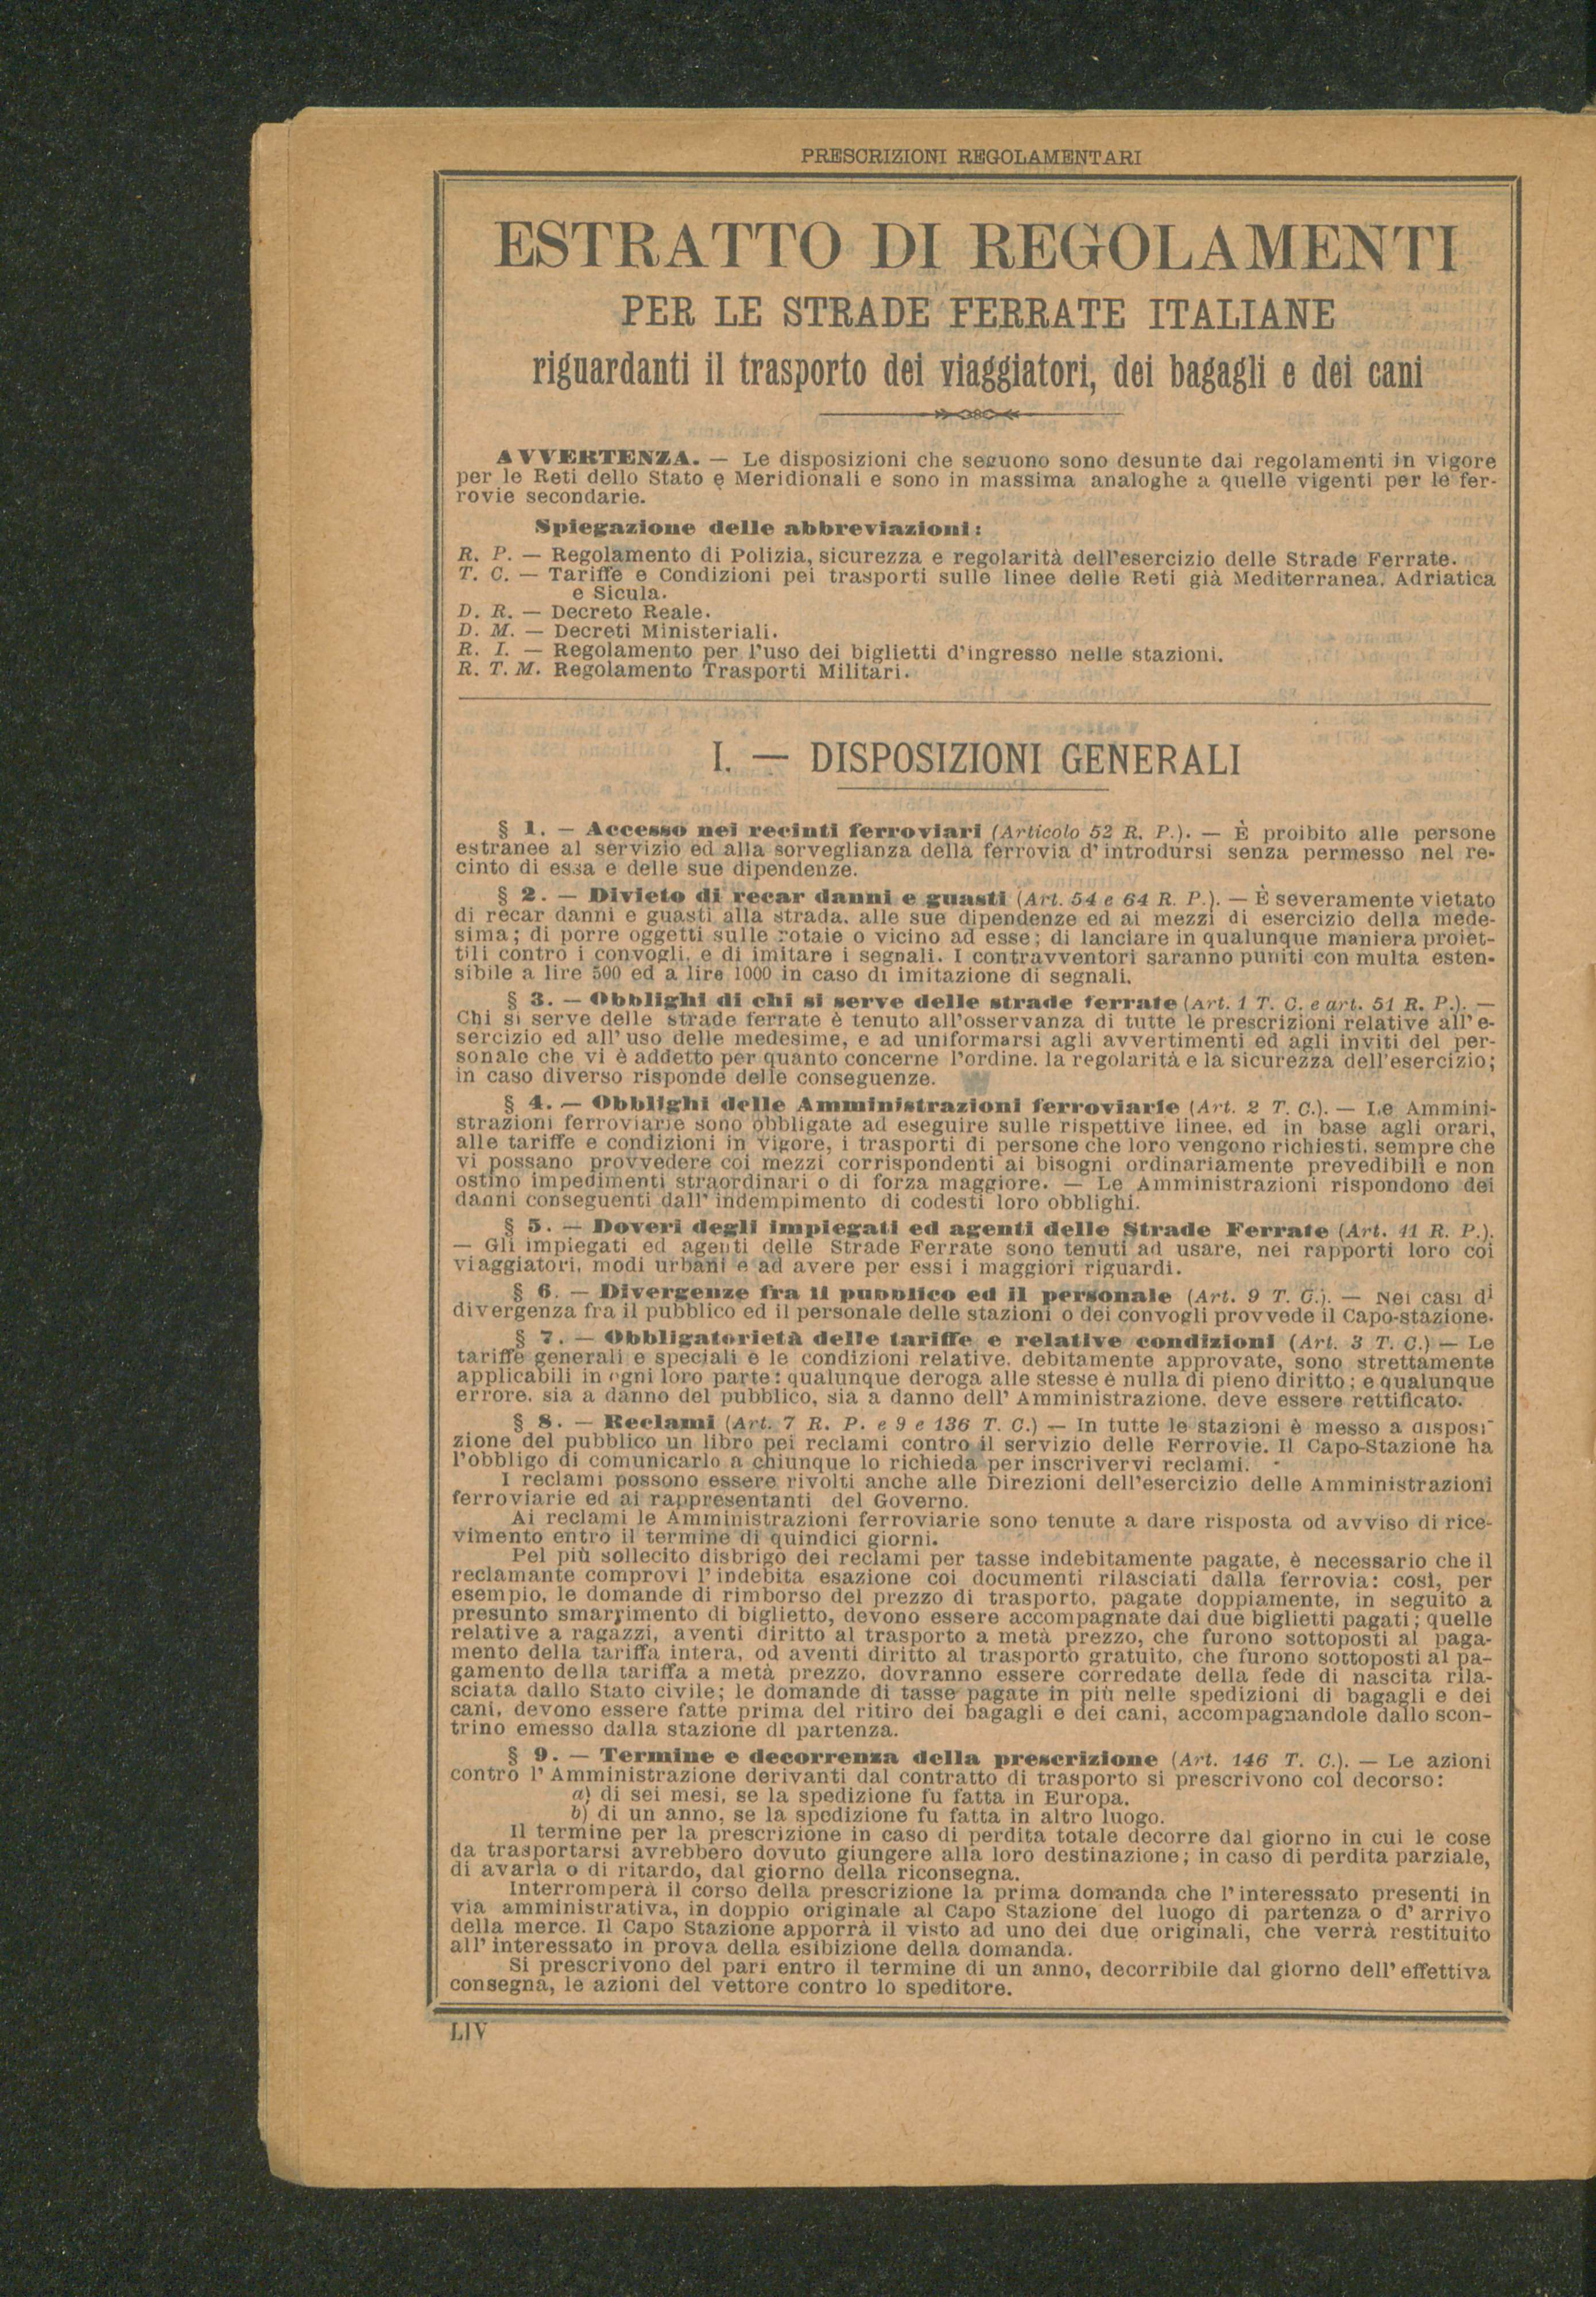 PRESCRIZIONI REGOLAMENTARI
ESTRATTO DI REGOLAMENTI
PER LE STRADE FERRATE ITALIANE
riguardanti il trasporto dei viaggiatori, dei bagagli e dei cani
AVVERTENZA. — Le disposizioni che seguono sono desunte dai regolamenti in vigore
per le Reti dello Stato e Meridionali e sono in massima analoghe a quelle vigenti per le fer-
rovie secondarie.
Spiegazione delle abbreviazioni:
R. P. — Regolamento di Polizia, sicurezza e regolarità dell'esercizio delle Strade Ferrate.
T. C. — Tariffe e Condizioni pei trasporti sulle linee delle Reti già Mediterranea, Adriatica
e Sicula.
D. R. — Decreto Reale.
D. M. — Decreti Ministeriali.
R. I. — Regolamento per l'uso dei biglietti d'ingresso nelle stazioni.
R. T. M. Regolamento Trasporti Militari.
I. — DISPOSIZIONI GENERALI
§ 1. — Accesso nei recinti ferroviari (Articolo 52 R. P.). — È proibito alle persone
estranee al servizio ed alla sorveglianza della ferrovia d'introdursi senza permesso nel re-
cinto di essa e delle sue dipendenze.
§ 2. — Divieto di recar danni e guasti (Art. 54 e 64 R. P.). — È severamente vietato
di recar danni e guasti alla strada, alle sue dipendenze ed ai mezzi di esercizio della mede-
sima; di porre oggetti sulle rotaie o vicino ad esse; di lanciare in qualunque maniera proiet-
tili contro i convogli, e di imitare i segnali. I contravventori saranno puniti con multa esten-
sibile a lire 500 ed a lire 1000 in caso di imitazione di segnali.
§ 3. — Obblighi di chi si serve delle strade ferrate (Art. 1 T. C. e art. 51 R. P.). —
Chi si serve delle strade ferrate è tenuto all'osservanza di tutte le prescrizioni relative all'e-
sercizio ed all'uso delle medesime, e ad uniformarsi agli avvertimenti ed agli inviti del per-
sonale che vi è addetto per quanto concerne l'ordine, la regolarità e la sicurezza dell'esercizio;
in caso diverso risponde delle conseguenze.
§ 4. — Obblighi delle Amministrazioni ferroviarie (Art. 2 T. C.). — Le Ammini-
strazioni ferroviarie sono obbligate ad eseguire sulle rispettive linee, ed in base agli orari,
alle tariffe e condizioni in vigore, i trasporti di persone che loro vengono richiesti, sempre che
vi possano provvedere coi mezzi corrispondenti ai bisogni ordinariamente prevedibili e non
ostino impedimenti straordinari o di forza maggiore. — Le Amministrazioni rispondono dei
danni conseguenti dall'indempimento di codesti loro obblighi.
§ 5. — Doveri degli impiegati ed agenti delle Strade Ferrate (Art. 11 R. P.).
— Gli impiegati ed agenti delle Strade Ferrate sono tenuti ad usare, nei rapporti loro coi
viaggiatori, modi urbani e ad avere per essi i maggiori riguardi.
§ 6. — Divergenze fra il pubblico ed il personale (Art. 9 T. C.). — Nei casi di
divergenza fra il pubblico ed il personale delle stazioni o dei convogli provvede il Capo-stazione.
§ 7. — Obbligatorietà delle tariffe e relative condizioni (Art. 3 T. C.) — Le
tariffe generali e speciali e le condizioni relative, debitamente approvate, sono strettamente
applicabili in ogni loro parte: qualunque deroga alle stesse è nulla di pieno diritto; e qualunque
errore, sia a danno del pubblico, sia a danno dell'Amministrazione, deve essere rettificato.
§ 8. — Reclami (Art. 7 R. P. e 9 e 136 T. C.) — In tutte le stazioni è messo a disposi-
zione del pubblico un libro pei reclami contro il servizio delle Ferrovie. Il Capo-Stazione ha
l'obbligo di comunicarlo a chiunque lo richieda per inscrivervi reclami.
I reclami possono essere rivolti anche alle Direzioni dell'esercizio delle Amministrazioni
ferroviarie ed ai rappresentanti del Governo.
Ai reclami le Amministrazioni ferroviarie sono tenute a dare risposta od avviso di rice-
vimento entro il termine di quindici giorni.
Pel più sollecito disbrigo dei reclami per tasse indebitamente pagate, è necessario che il
reclamante comprovi l'indebita esazione coi documenti rilasciati dalla ferrovia: così, per
esempio, le domande di rimborso del prezzo di trasporto, pagate doppiamente, in seguito a
presunto smarrimento di biglietto, devono essere accompagnate dai due biglietti pagati; quelle
relative a ragazzi, aventi diritto al trasporto a metà prezzo, che furono sottoposti al paga-
mento della tariffa intera, od aventi diritto al trasporto gratuito, che furono sottoposti al pa-
gamento della tariffa a metà prezzo, dovranno essere corredate della fede di nascita rila-
sciata dallo Stato civile; le domande di tasse pagate in più nelle spedizioni di bagagli e dei
cani, devono essere fatte prima del ritiro dei bagagli e dei cani, accompagnandole dallo scon-
trino emesso dalla stazione di partenza.
§ 9. — Termine e decorrenza della prescrizione (Art. 146 T. C.). — Le azioni
contro l'Amministrazione derivanti dal contratto di trasporto si prescrivono col decorso:
a) di sei mesi, se la spedizione fu fatta in Europa.
b) di un anno, se la spedizione fu fatta in altro luogo.
Il termine per la prescrizione in caso di perdita totale decorre dal giorno in cui le cose
da trasportarsi avrebbero dovuto giungere alla loro destinazione; in caso di perdita parziale,
di avaria o di ritardo, dal giorno della riconsegna.
Interromperà il corso della prescrizione la prima domanda che l'interessato presenti in
via amministrativa, in doppio originale al Capo Stazione del luogo di partenza o d'arrivo
della merce. Il Capo Stazione apporrà il visto ad uno dei due originali, che verrà restituito
all'interessato in prova della esibizione della domanda.
Si prescrivono del pari entro il termine di un anno, decorribile dal giorno dell'effettiva
consegna, le azioni del vettore contro lo speditore.
LIV